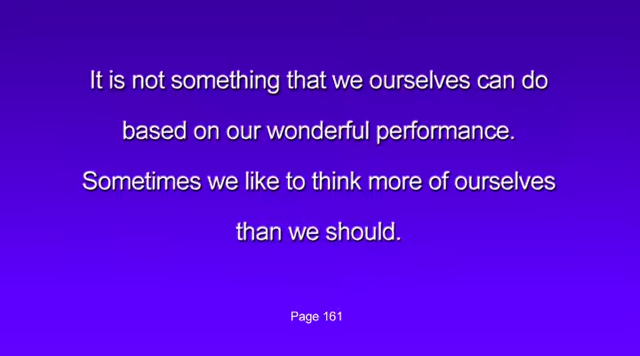 It is not something that we ourselves can do
based on our wonderful performance.
Sometimes we like to think more of ourselves
than we should.
Page 161